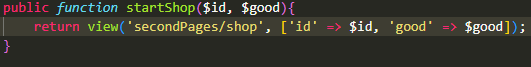 public function startShop($id, $good){
    return view('secondPages/shop', ['id' => $id, 'good' => $good]);
}